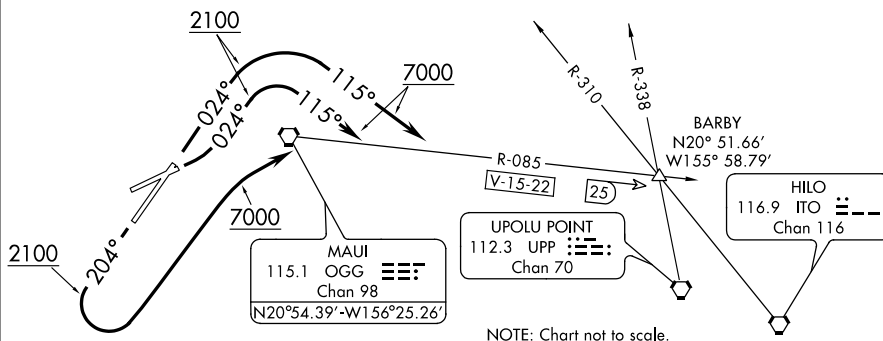 2100
2100
024°
024°
115°
115°
7000
7000
204°
R-310
R-338
BARBY
N20° 51.66′
W155° 58.79′
R-085
V-15-22
25
MAUI
115.1 OGG
Chan 98
N20°54.39′-W156°25.26′
UPOLU POINT
112.3 UPP
Chan 70
HILO
116.9 ITO
Chan 116
NOTE: Chart not to scale.